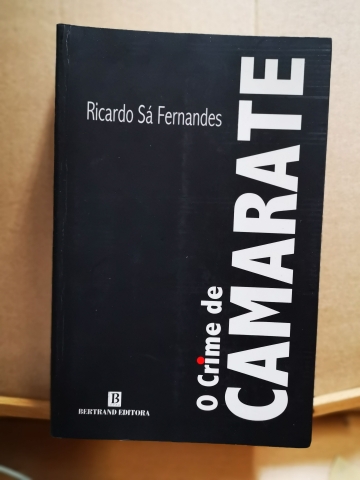 Ricardo Sá Fernandes
O Crime de
CAMARATE
B
BERTRAND EDITORA